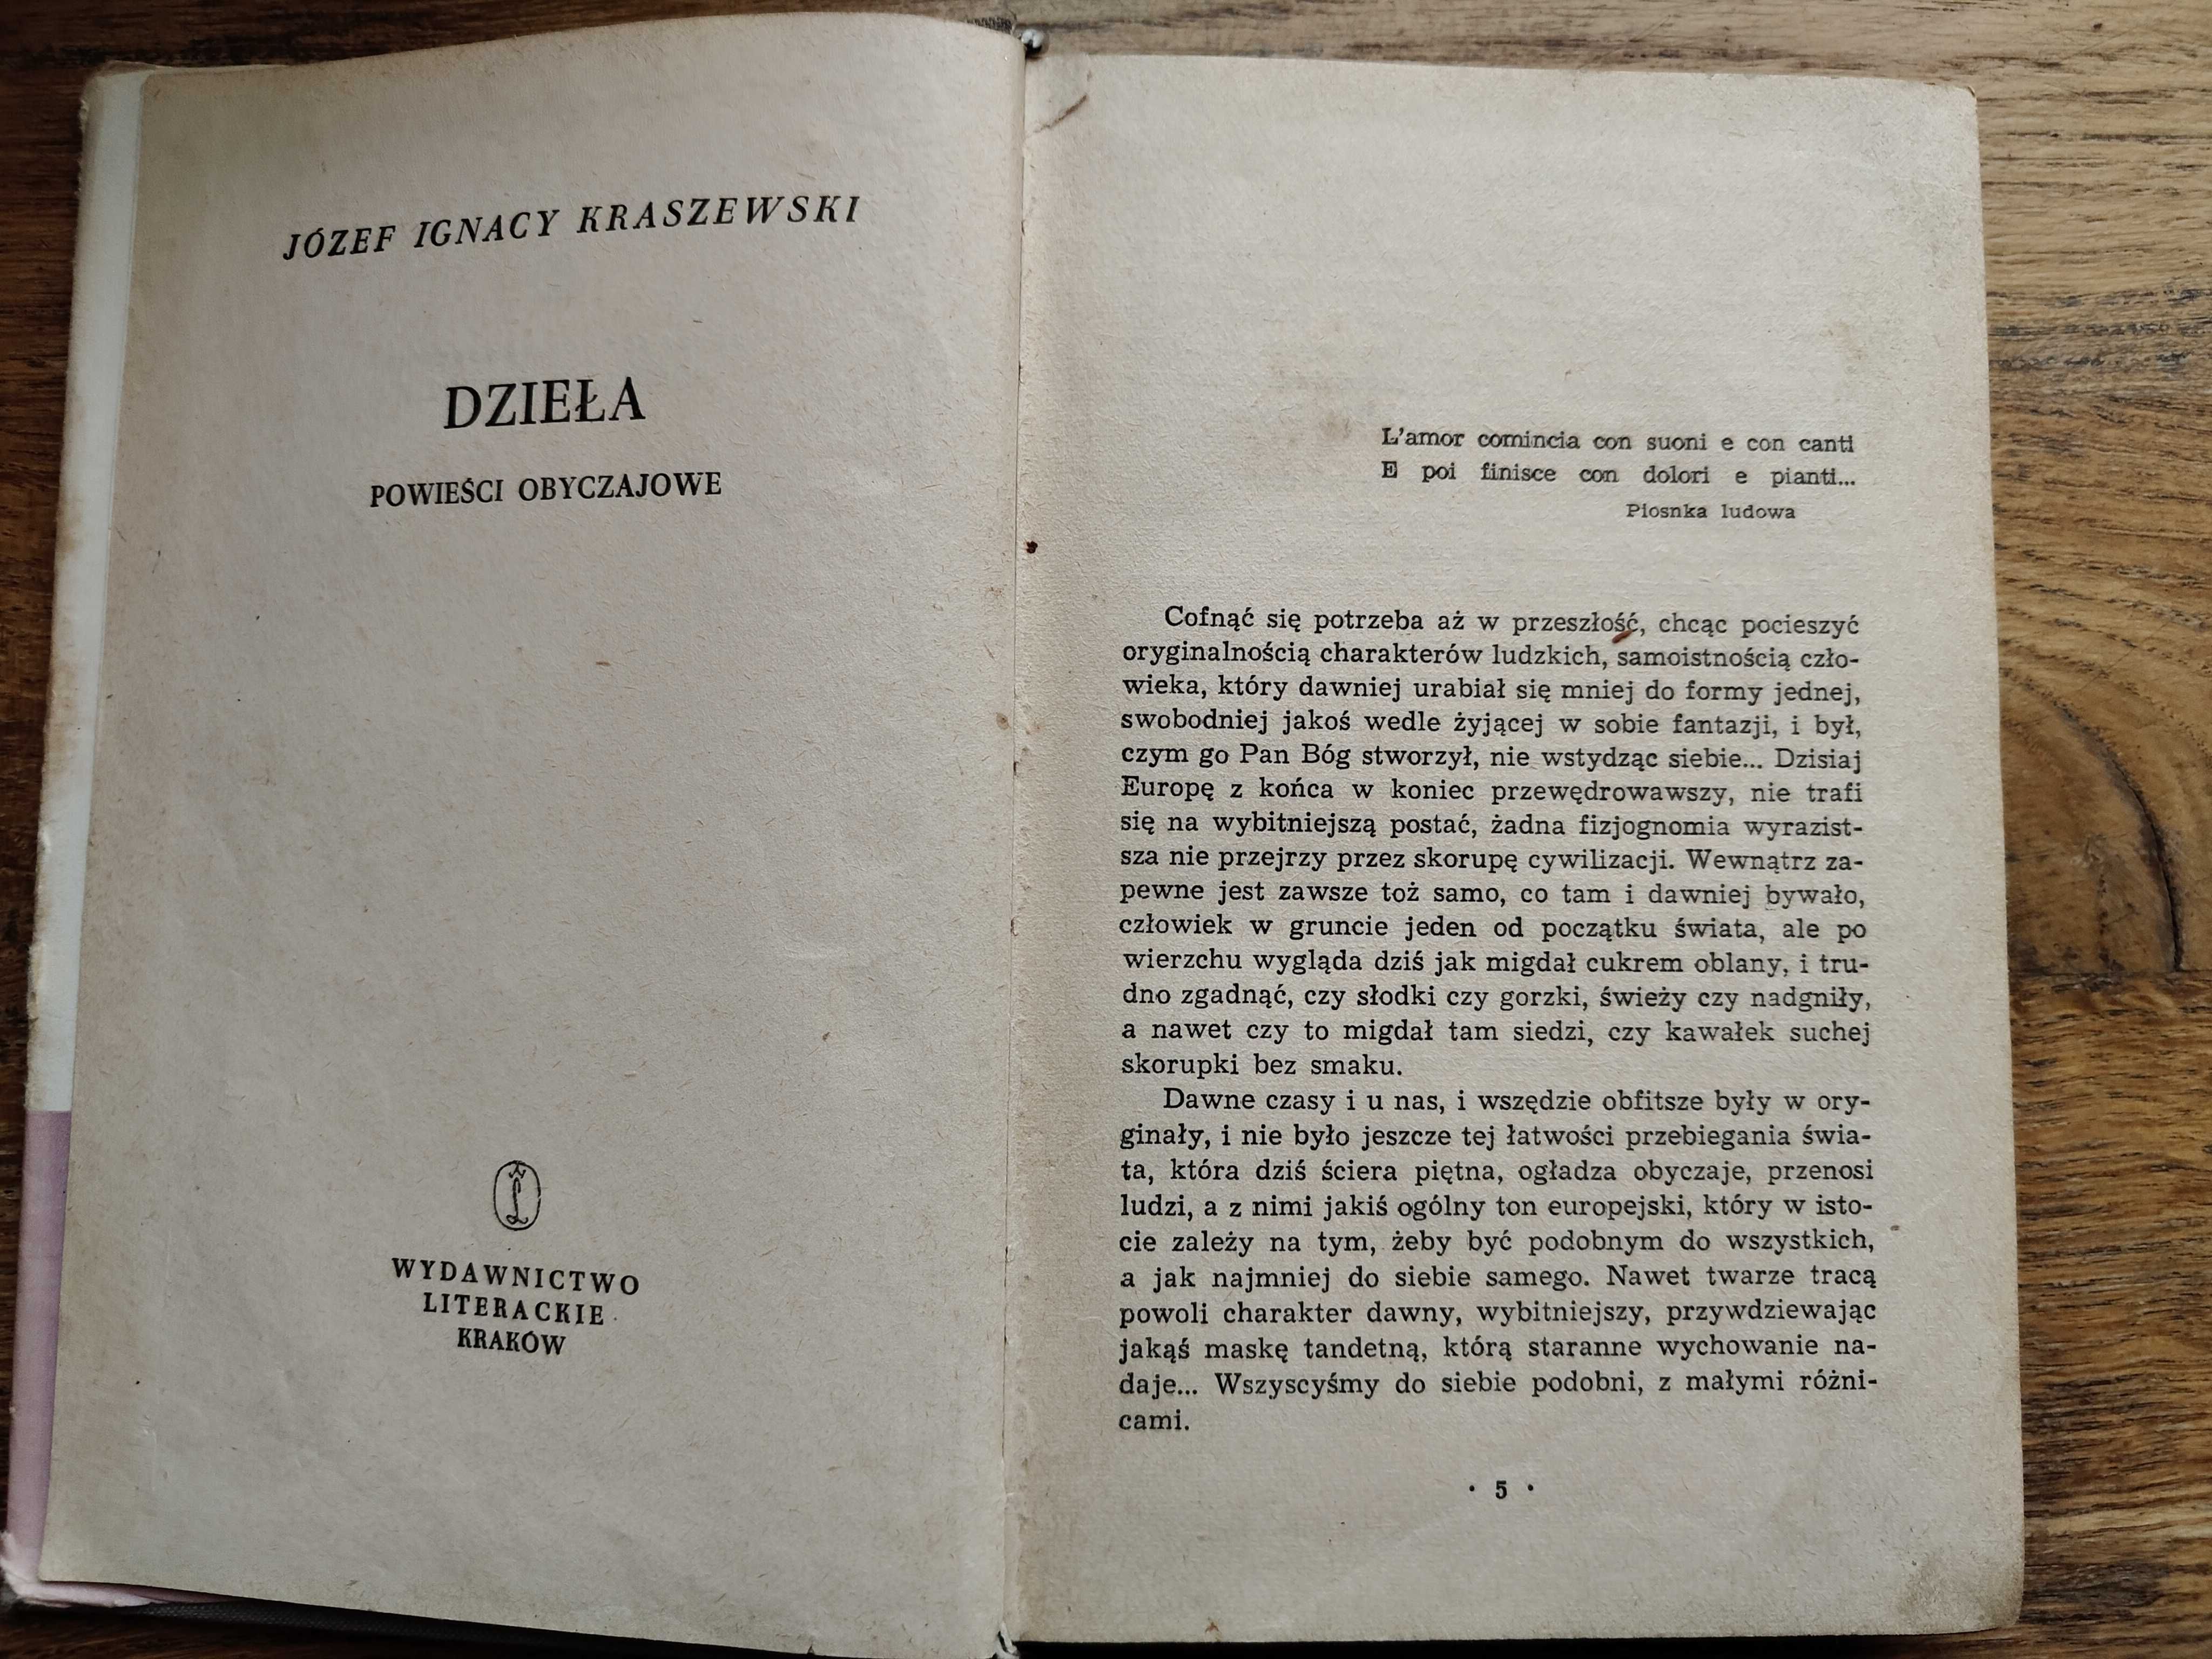 JÓZEF IGNACY KRASZEWSKI
DZIEŁA
POWIEŚCI OBYCZAJOWE
WYDAWNICTWO
LITERACKIE
KRAKÓW
L'amor comincia con suoni e con canti
E poi finisce con dolori e pianti...
Piosnka ludowa
Cofnąć się potrzeba aż w przeszłość, chcąc pocieszyć
oryginalnością charakterów ludzkich, samoistnością czło-
wieka, który dawniej urabiał się mniej do formy jednej,
swobodniej jakoś wedle żyjącej w sobie fantazji, i był,
czym go Pan Bóg stworzył, nie wstydząc siebie... Dzisiaj
Europę z końca w koniec przewędrowawszy, nie trafi
się na wybitniejszą postać, żadna fizjognomia wyrazist-
sza nie przejrzy przez skorupę cywilizacji. Wewnątrz za-
pewne jest zawsze toż samo, co tam i dawniej bywało,
człowiek w gruncie jeden od początku świata, ale po
wierzchu wygląda dziś jak migdał cukrem oblany, i tru-
dno zgadnąć, czy słodki czy gorzki, świeży czy nadgniły,
a nawet czy to migdał tam siedzi, czy kawałek suchej
skorupki bez smaku.
Dawne czasy i u nas, i wszędzie obfitsze były w ory-
ginały, i nie było jeszcze tej łatwości przebiegania świa-
ta, która dziś ściera piętna, ogładza obyczaje, przenosi
ludzi, a z nimi jakiś ogólny ton europejski, który w isto-
cie zależy na tym, żeby być podobnym do wszystkich,
a jak najmniej do siebie samego. Nawet twarze tracą
powoli charakter dawny, wybitniejszy, przywdziewając
jakąś maskę tandetną, którą staranne wychowanie na-
daje... Wszyscyśmy do siebie podobni, z małymi różni-
cami.
· 5 ·